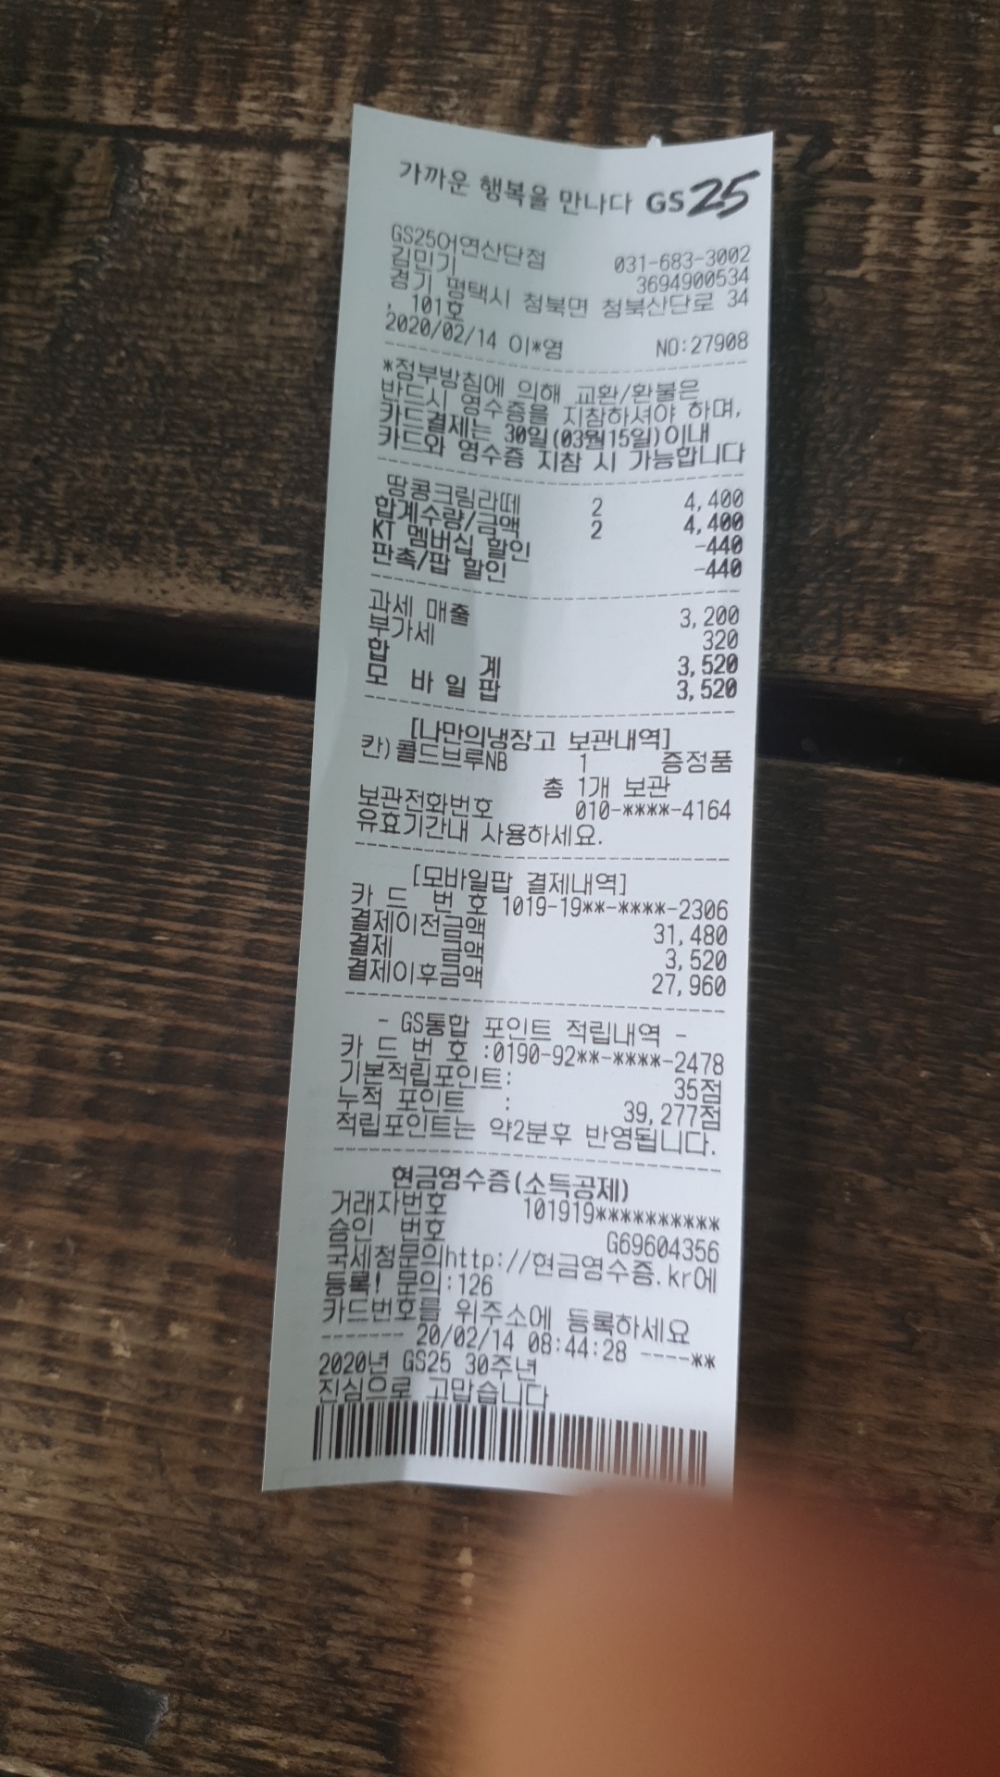 가까운 행복을 만나다 GS25
GS25어연산단점 031-683-3002
김민기 3694900534
경기 평택시 청북면 청북산단로 34
, 101호
2020/02/14 이*영 NO:27908
*정부방침에 의해 교환/환불은
반드시 영수증을 지참하셔야 하며,
카드결제는 30일(03월15일)이내
카드와 영수증 지참 시 가능합니다
땅콩크림라떼 2 4,400
합계수량/금액 2 4,400
KT 멤버십 할인 -440
판촉/팝 할인 -440
과세 매출 3,200
부가세 320
합 계 3,520
모 바 일 팝 3,520
[나만의냉장고 보관내역]
칸)콜드브루NB 1 증정품
총 1개 보관
보관전화번호 010-****-4164
유효기간내 사용하세요.
[모바일팝 결제내역]
카 드 번 호 1019-19**-****-2306
결제이전금액 31,480
결제 금액 3,520
결제이후금액 27,960
- GS통합 포인트 적립내역 -
카 드 번 호 :0190-92**-****-2478
기본적립포인트: 35점
누적 포인트 : 39,277점
적립포인트는 약2분후 반영됩니다.
현금영수증(소득공제)
거래자번호 101919**********
승인 번호 G69604356
국세청문의http://현금영수증.kr에
등록! 문의:126
카드번호를 위주소에 등록하세요
------- 20/02/14 08:44:28 ----**
2020년 GS25 30주년
진심으로 고맙습니다